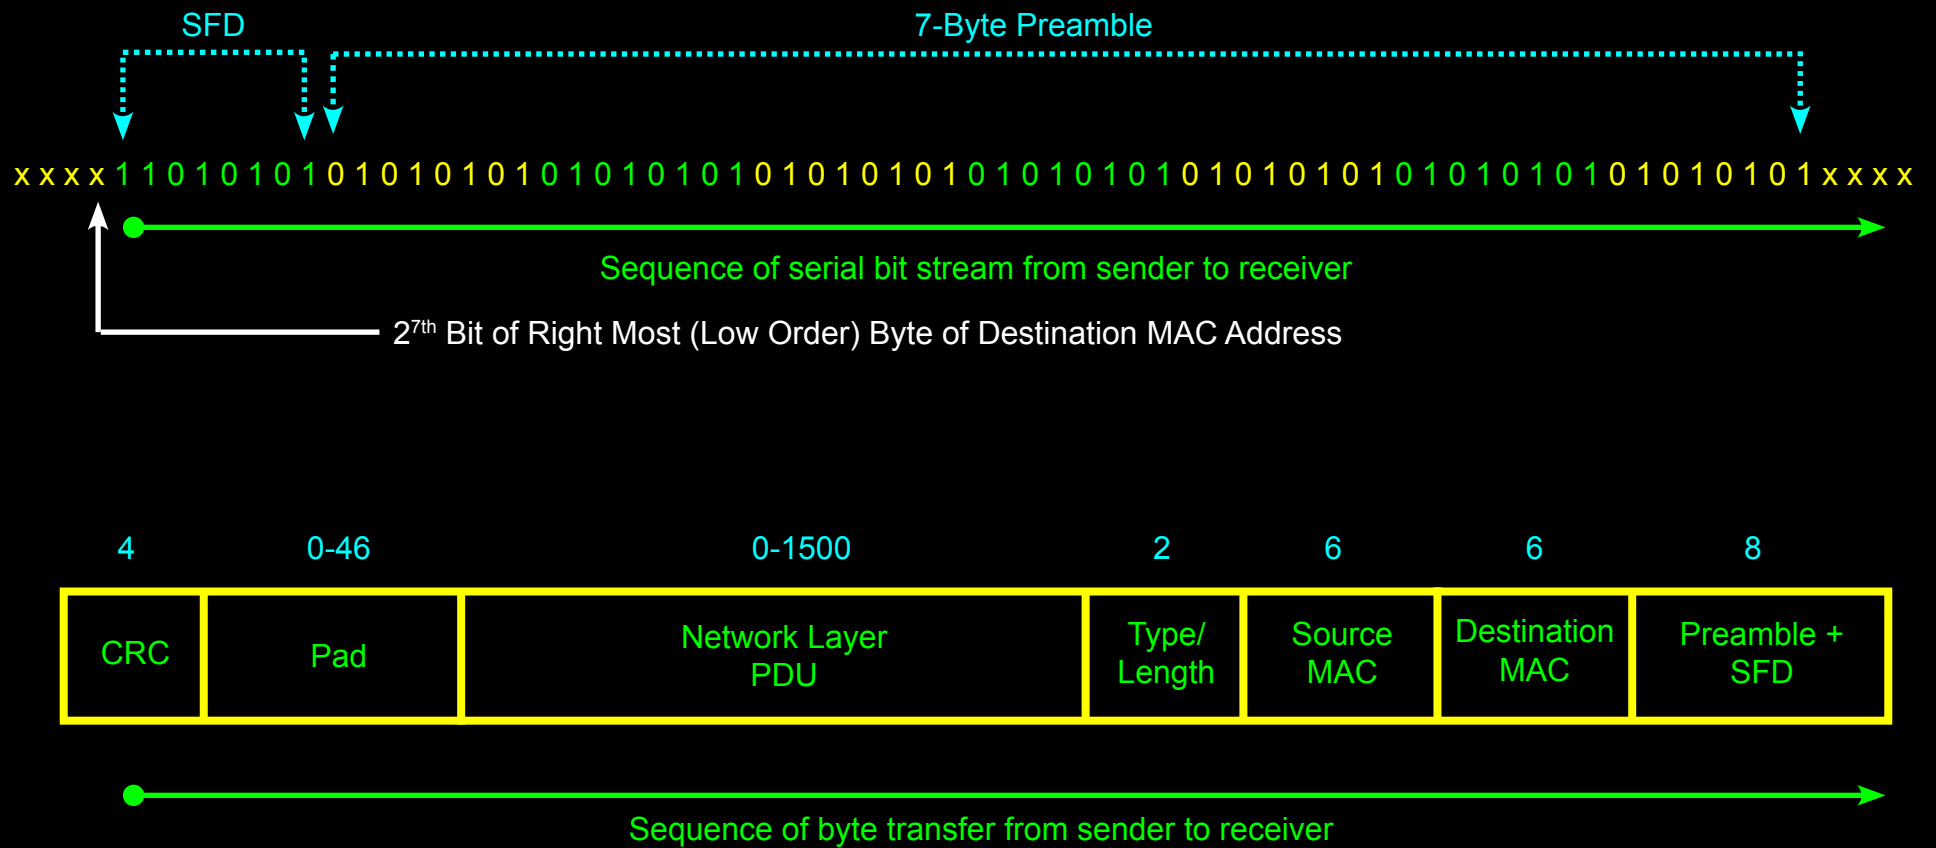 SFD 7-Byte Preamble
x x x x 1 1 0 1 0 1 0 1 0 1 0 1 0 1 0 1 0 1 0 1 0 1 0 1 0 1 0 1 0 1 0 1 0 1 0 1 0 1 0 1 0 1 0 1 0 1 0 1 0 1 0 1 0 1 0 1 0 1 0 1 0 1 0 1 x x x x
Sequence of serial bit stream from sender to receiver
2^7th Bit of Right Most (Low Order) Byte of Destination MAC Address
4 0-46 0-1500 2 6 6 8
CRC
Pad
Network Layer
PDU
Type/
Length
Source
MAC
Destination
MAC
Preamble +
SFD
Sequence of byte transfer from sender to receiver